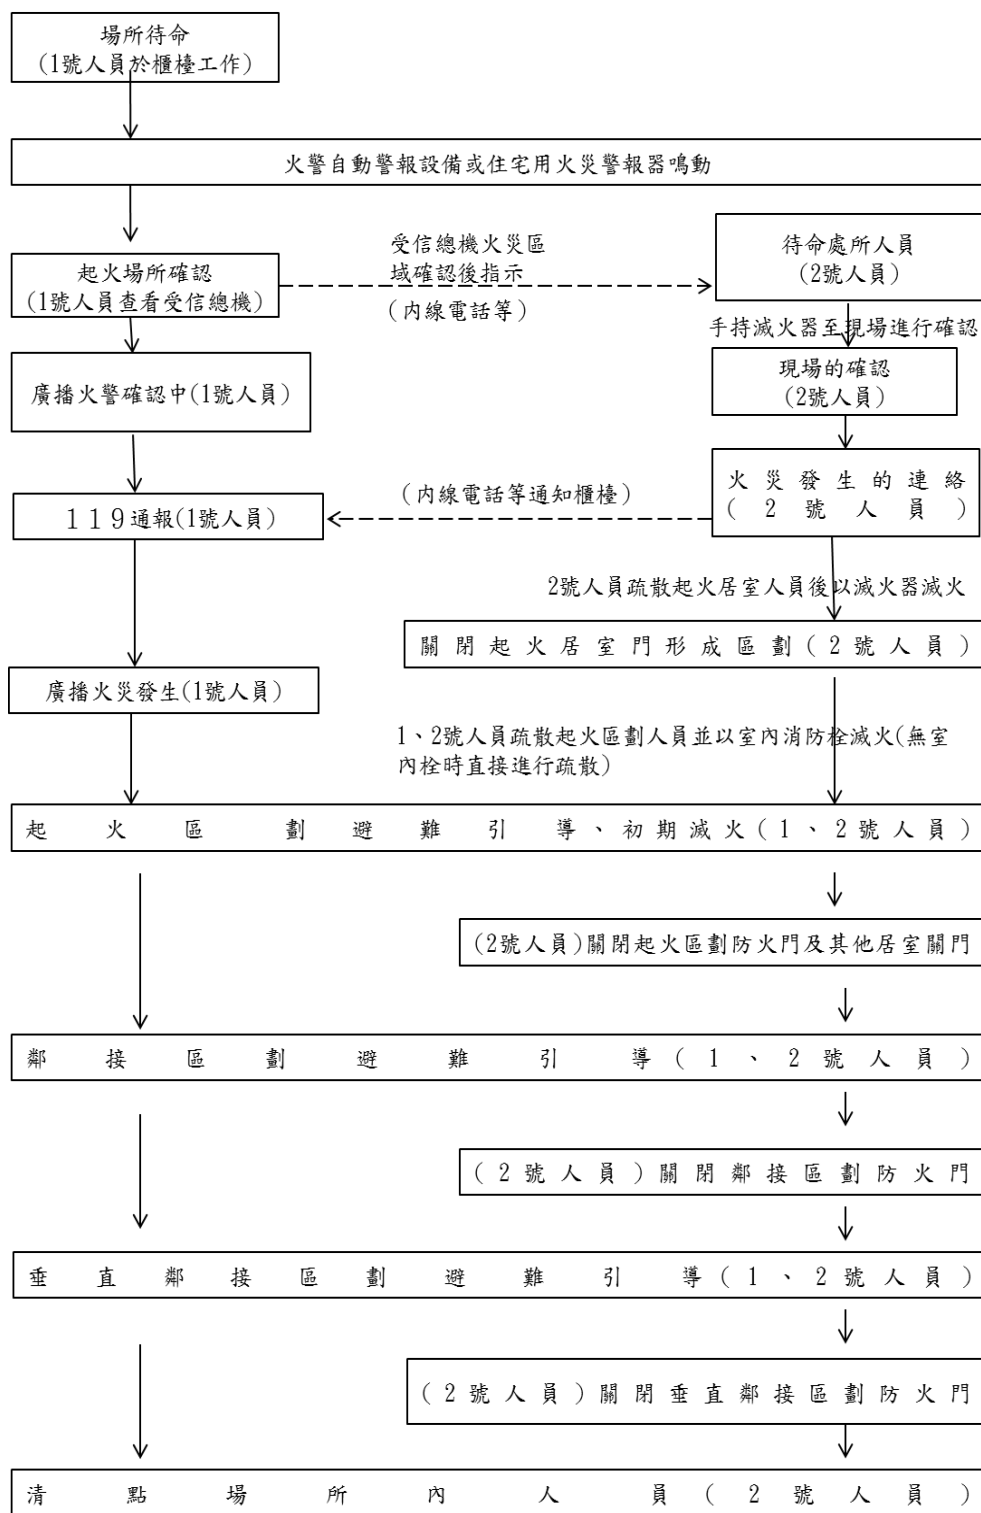 場所待命
(1號人員於櫃檯工作)
火警自動警報設備或住宅用火災警報器鳴動
受信總機火災區
域確認後指示
(內線電話等)
待命處所人員
(2號人員)
起火場所確認
(1號人員查看受信總機)
手持滅火器至現場進行確認
廣播火警確認中(1號人員)
現場的確認
(2號人員)
火災發生的連絡
(2號人員)
(內線電話等通知櫃檯)
119通報(1號人員)
2號人員疏散起火居室人員後以滅火器滅火
關閉起火居室門形成區劃(2號人員)
廣播火災發生(1號人員)
1、2號人員疏散起火區劃人員並以室內消防栓滅火(無室
內栓時直接進行疏散)
起火區劃避難引導、初期滅火(1、2號人員)
(2號人員)關閉起火區劃防火門及其他居室關門
鄰接區劃避難引導(1、2號人員)
(2號人員)關閉鄰接區劃防火門
垂直鄰接區劃避難引導(1、2號人員)
(2號人員)關閉垂直鄰接區劃防火門
清點場所內人員(2號人員)